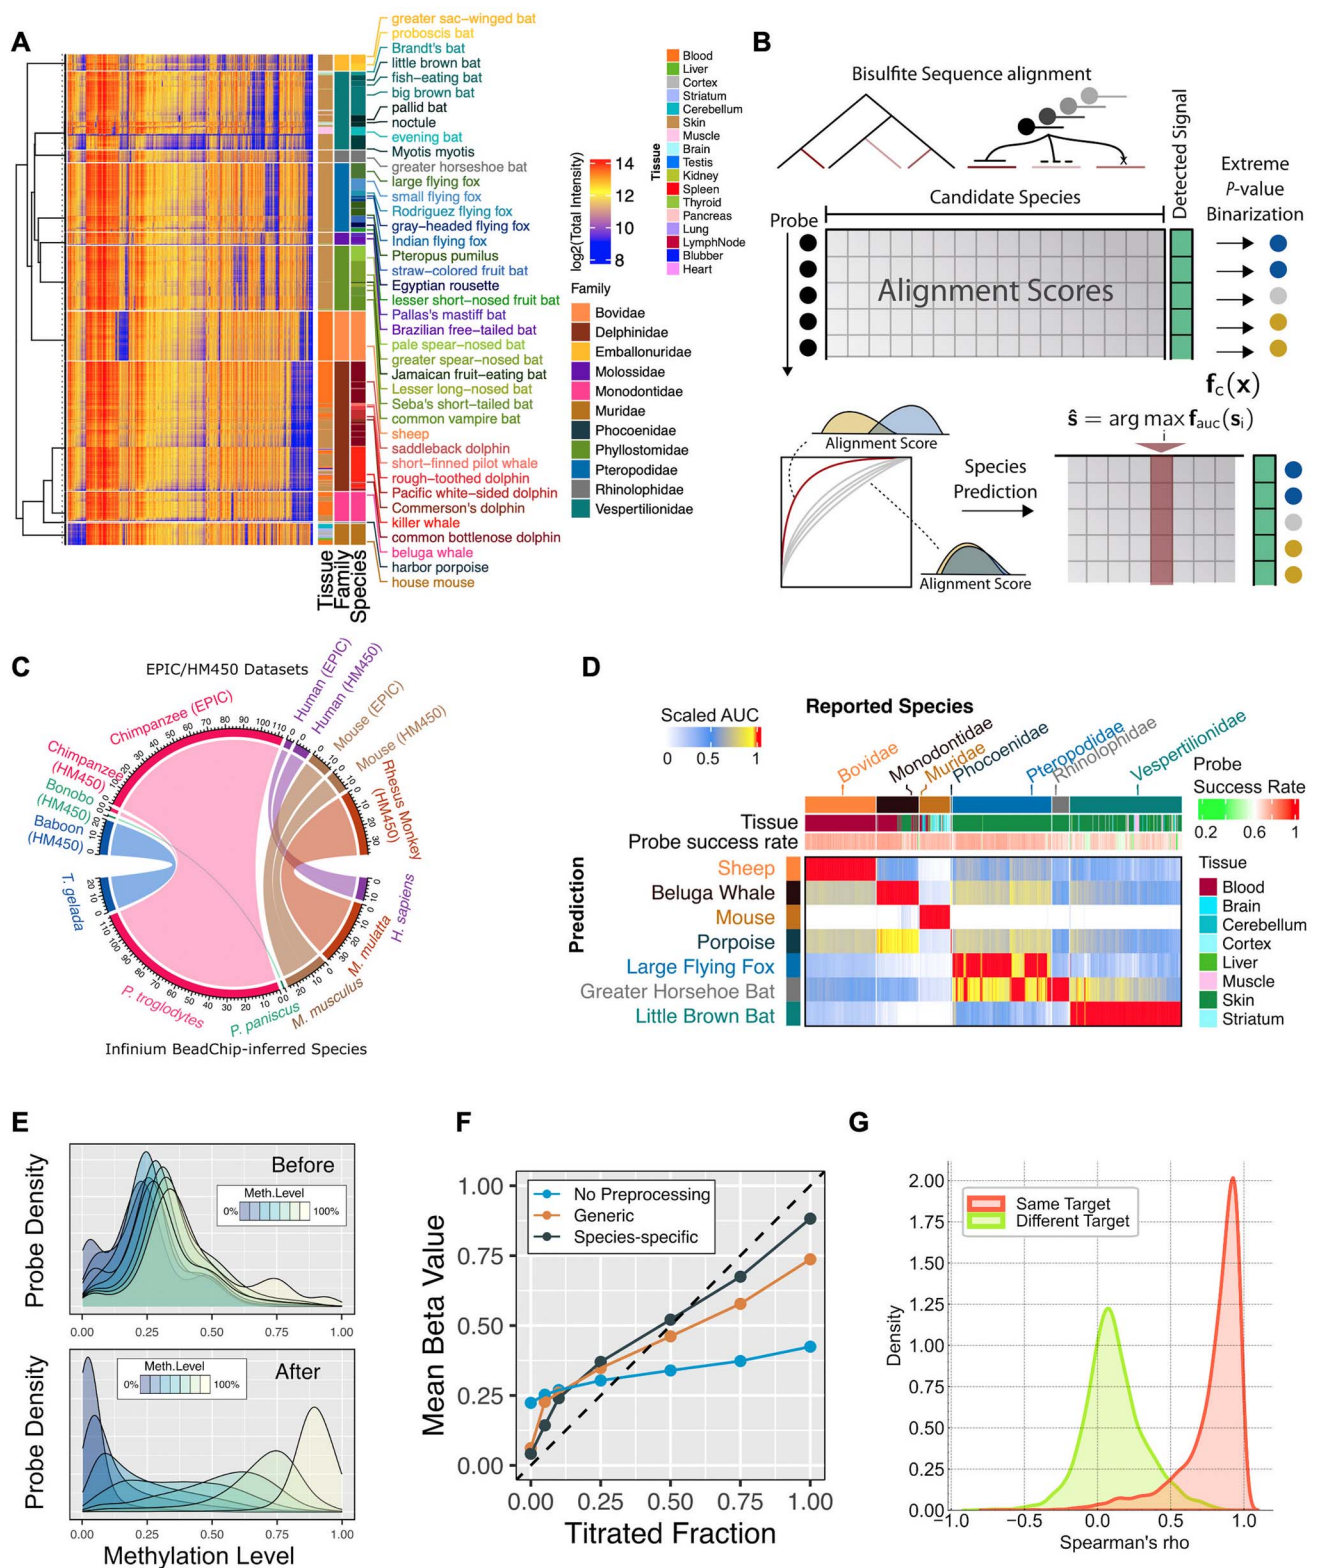 A
greater sac-winged bat
proboscis bat
Brandt's bat
little brown bat
fish-eating bat
big brown bat
pallid bat
noctule
evening bat
Myotis myotis
greater horseshoe bat
large flying fox
small flying fox
Rodriguez flying fox
gray-headed flying fox
Indian flying fox
Pteropus pumilus
straw-colored fruit bat
Egyptian rousette
lesser short-nosed fruit bat
Pallas's mastiff bat
Brazilian free-tailed bat
pale spear-nosed bat
greater spear-nosed bat
Jamaican fruit-eating bat
Lesser long-nosed bat
Seba's short-tailed bat
common vampire bat
sheep
saddleback dolphin
short-finned pilot whale
rough-toothed dolphin
Pacific white-sided dolphin
Commerson's dolphin
killer whale
common bottlenose dolphin
beluga whale
harbor porpoise
house mouse
Tissue
Family
Species
log2(Total Intensity)
14
12
10
8
Tissue
Blood
Liver
Cortex
Striatum
Cerebellum
Skin
Muscle
Brain
Testis
Kidney
Spleen
Thyroid
Pancreas
Lung
LymphNode
Blubber
Heart
Family
Bovidae
Delphinidae
Emballonuridae
Molossidae
Monodontidae
Muridae
Phocoenidae
Phyllostomidae
Pteropodidae
Rhinolophidae
Vespertilionidae
B
Bisulfite Sequence alignment
x
Candidate Species
Probe
Detected Signal
Extreme
P-value
Binarization
Alignment Scores
f_c(x)
ŝ = arg max f_auc(s_i)
i
Alignment Score
Species
Prediction
Alignment Score
C
EPIC/HM450 Datasets
Human (EPIC)
Human (HM450)
Mouse (EPIC)
Mouse (HM450)
Rhesus Monkey
(HM450)
Chimpanzee (EPIC)
Chimpanzee
(HM450)
Bonobo
(HM450)
Baboon
(HM450)
T. gelada
P. troglodytes
P. paniscus
M. musculus
M. mulatta
H. sapiens
Infinium BeadChip-inferred Species
D
Scaled AUC
0 0.5 1
Reported Species
Bovidae
Monodontidae
Muridae
Phocoenidae
Pteropodidae
Rhinolophidae
Vespertilionidae
Tissue
Probe success rate
Prediction
Sheep
Beluga Whale
Mouse
Porpoise
Large Flying Fox
Greater Horsehoe Bat
Little Brown Bat
Probe
Success Rate
0.2 0.6 1
Tissue
Blood
Brain
Cerebellum
Cortex
Liver
Muscle
Skin
Striatum
E
Probe Density
Before
Meth.Level
0% 100%
0.00 0.25 0.50 0.75 1.00
Probe Density
After
Meth.Level
0% 100%
0.00 0.25 0.50 0.75 1.00
Methylation Level
F
Mean Beta Value
1.00
0.75
0.50
0.25
0.00
No Preprocessing
Generic
Species-specific
0.00 0.25 0.50 0.75 1.00
Titrated Fraction
G
Density
2.00
1.75
1.50
1.25
1.00
0.75
0.50
0.25
0.00
Same Target
Different Target
−1.0 −0.5 0.0 0.5 1.0
Spearman's rho